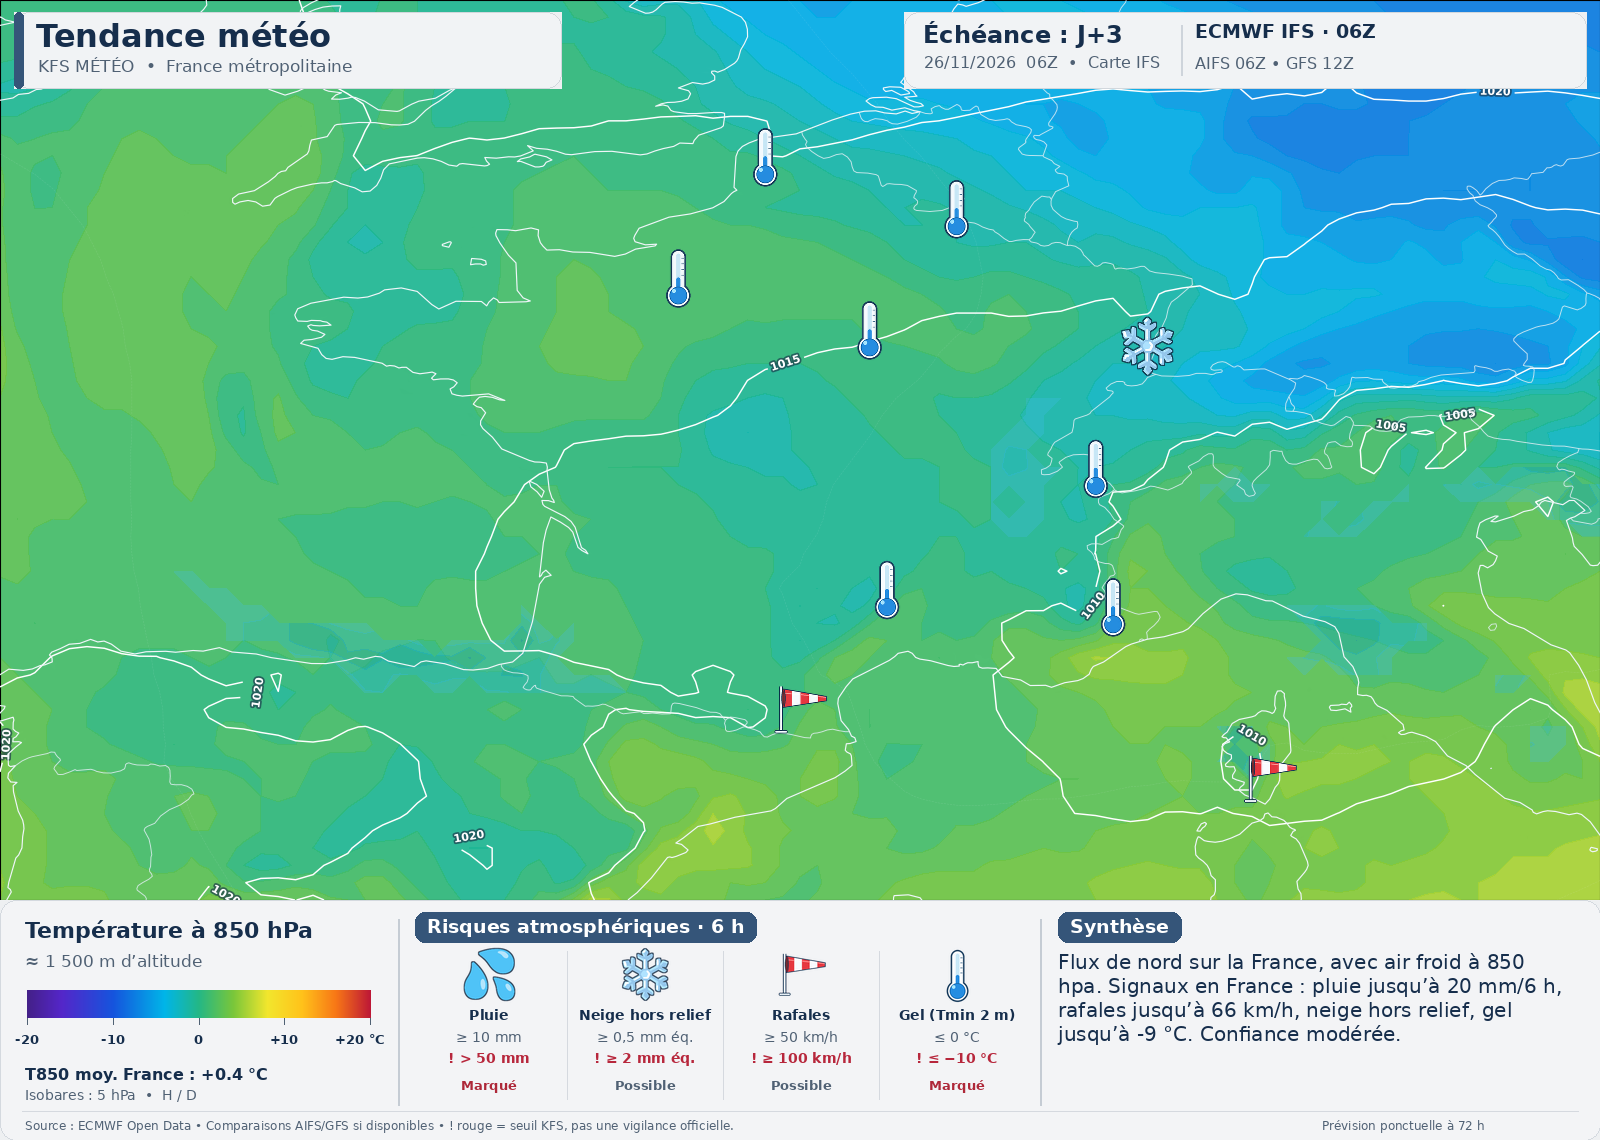 Tendance météo
KFS MÉTÉO • France métropolitaine
Échéance : J+3
26/11/2026 06Z • Carte IFS
ECMWF IFS · 06Z
AIFS 06Z • GFS 12Z
1020
1015
1005
1005
1010
1020
1020
1010
1020
1020
Température à 850 hPa
≈ 1 500 m d’altitude
-20 -10 0 +10 +20 °C
T850 moy. France : +0.4 °C
Isobares : 5 hPa • H / D
Risques atmosphériques · 6 h
Pluie
≥ 10 mm
! > 50 mm
Marqué
Neige hors relief
≥ 0,5 mm éq.
! ≥ 2 mm éq.
Possible
Rafales
≥ 50 km/h
! ≥ 100 km/h
Possible
Gel (Tmin 2 m)
≤ 0 °C
! ≤ −10 °C
Marqué
Synthèse
Flux de nord sur la France, avec air froid à 850
hpa. Signaux en France : pluie jusqu’à 20 mm/6 h,
rafales jusqu’à 66 km/h, neige hors relief, gel
jusqu’à -9 °C. Confiance modérée.
Source : ECMWF Open Data • Comparaisons AIFS/GFS si disponibles • ! rouge = seuil KFS, pas une vigilance officielle.
Prévision ponctuelle à 72 h